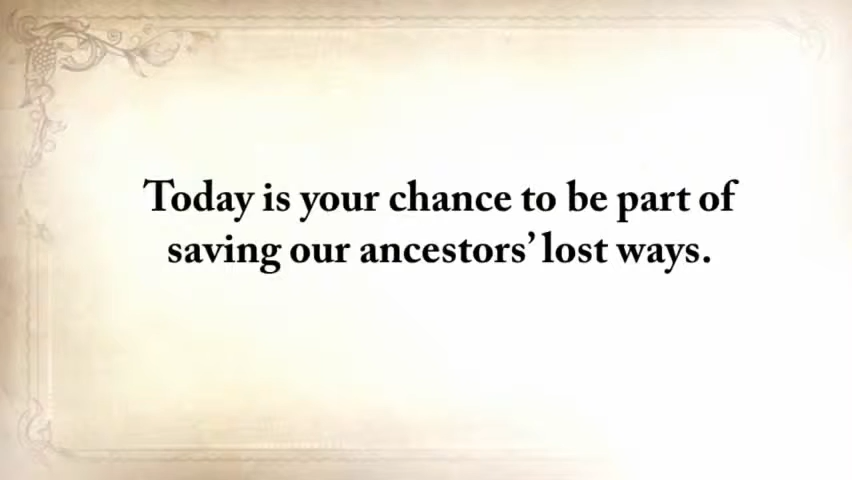 Today is your chance to be part of
saving our ancestors’ lost ways.